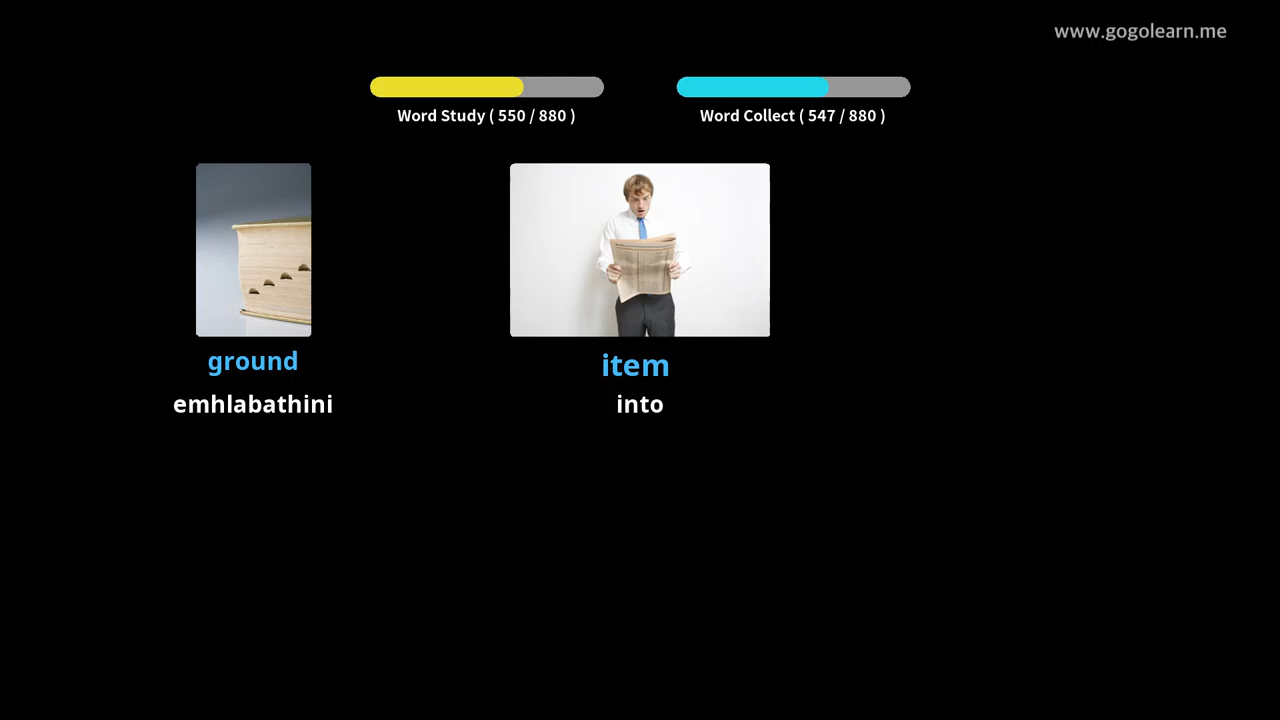 www.gogolearn.me
Word Study ( 550 / 880 )
Word Collect ( 547 / 880 )
ground
emhlabathini
item
into